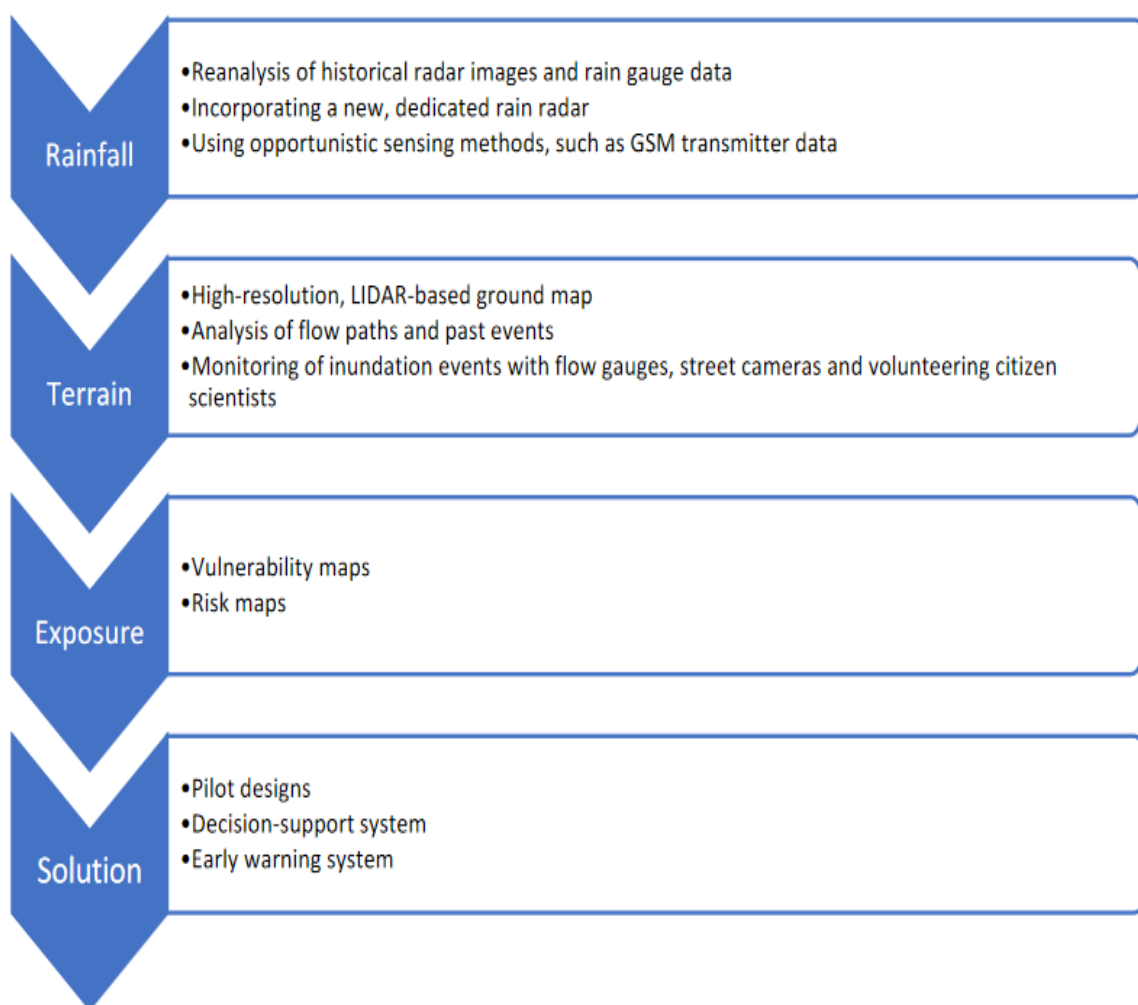 Rainfall
•Reanalysis of historical radar images and rain gauge data
•Incorporating a new, dedicated rain radar
•Using opportunistic sensing methods, such as GSM transmitter data
Terrain
•High-resolution, LIDAR-based ground map
•Analysis of flow paths and past events
•Monitoring of inundation events with flow gauges, street cameras and volunteering citizen
scientists
Exposure
•Vulnerability maps
•Risk maps
Solution
•Pilot designs
•Decision-support system
•Early warning system